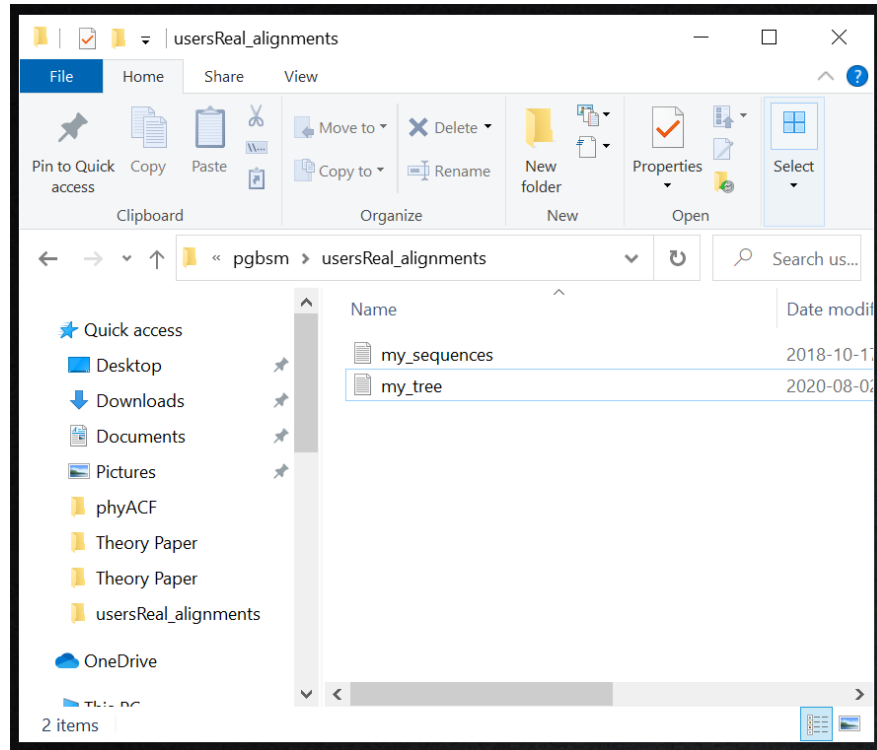 usersReal_alignments
File Home Share View
Pin to Quick access
Copy
Paste
Move to
Copy to
Delete
Rename
New folder
Properties
Select
Clipboard Organize New Open
« pgbsm > usersReal_alignments
Search us...
Name Date modif
Quick access
Desktop
Downloads
Documents
Pictures
phyACF
Theory Paper
Theory Paper
usersReal_alignments
OneDrive
This PC
my_sequences 2018-10-17
my_tree 2020-08-02
2 items